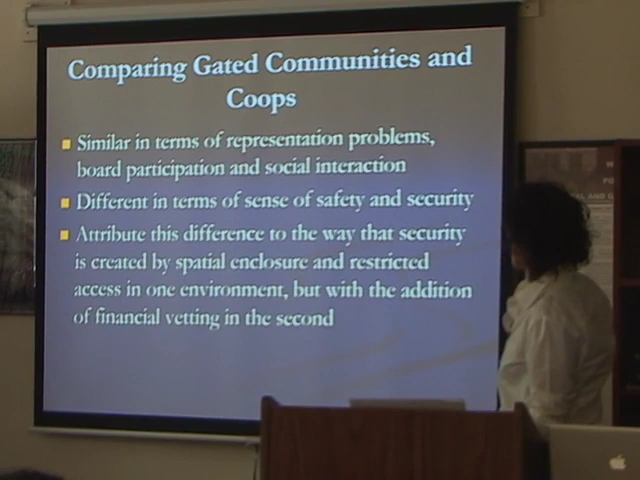 Comparing Gated Communities and
Coops
Similar in terms of representation problems,
board participation and social interaction
Different in terms of sense of safety and security
Attribute this difference to the way that security
is created by spatial enclosure and restricted
access in one environment, but with the addition
of financial vetting in the second